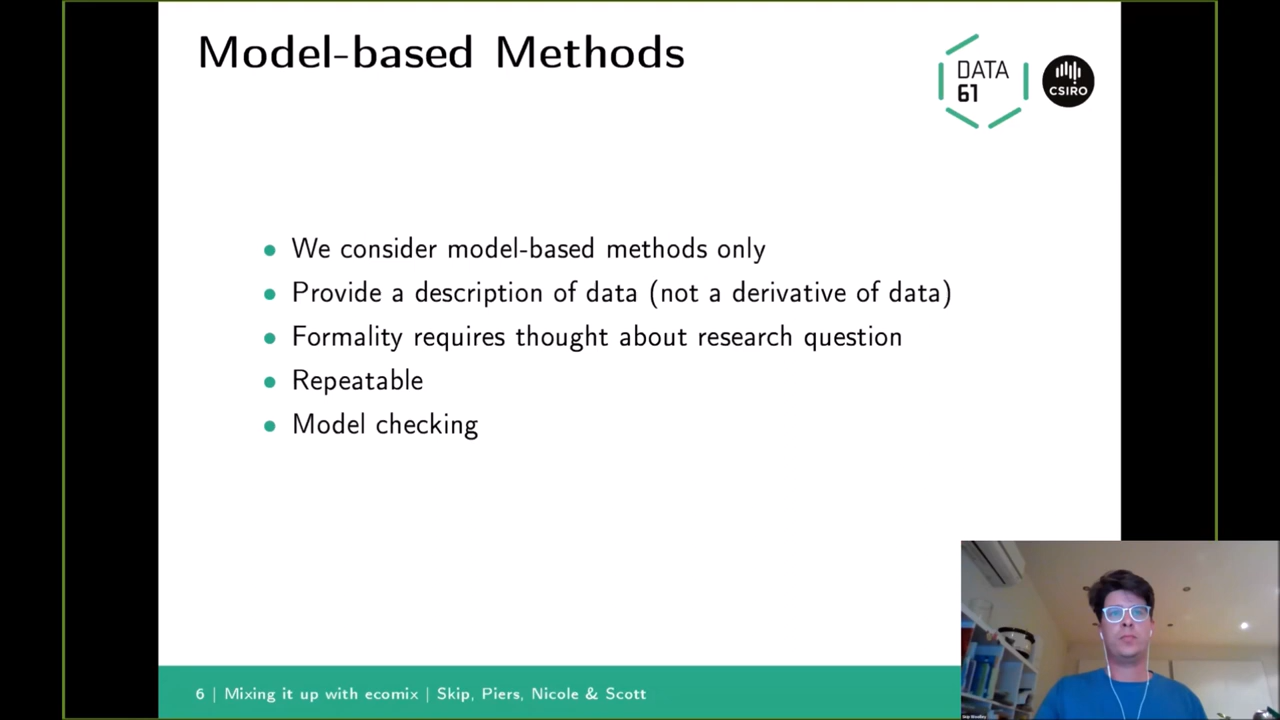 Model-based Methods
DATA
61
CSIRO
We consider model-based methods only
Provide a description of data (not a derivative of data)
Formality requires thought about research question
Repeatable
Model checking
6 | Mixing it up with ecomix | Skip, Piers, Nicole & Scott